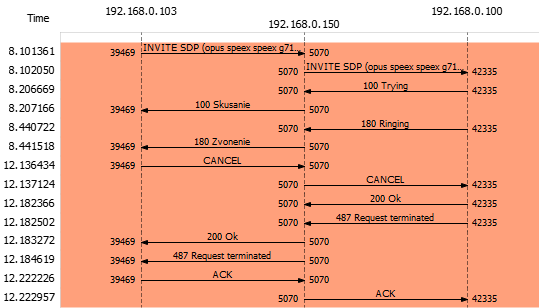 192.168.0.103 192.168.0.150 192.168.0.100
Time
8.101361 39469 INVITE SDP (opus speex speex g71... 5070
8.102050 5070 INVITE SDP (opus speex speex g71... 42335
8.206669 5070 100 Trying 42335
8.207166 39469 100 Skusanie 5070
8.440722 5070 180 Ringing 42335
8.441518 39469 180 Zvonenie 5070
12.136434 39469 CANCEL 5070
12.137124 5070 CANCEL 42335
12.182366 5070 200 Ok 42335
12.182502 5070 487 Request terminated 42335
12.183272 39469 200 Ok 5070
12.184619 39469 487 Request terminated 5070
12.222226 39469 ACK 5070
12.222957 5070 ACK 42335